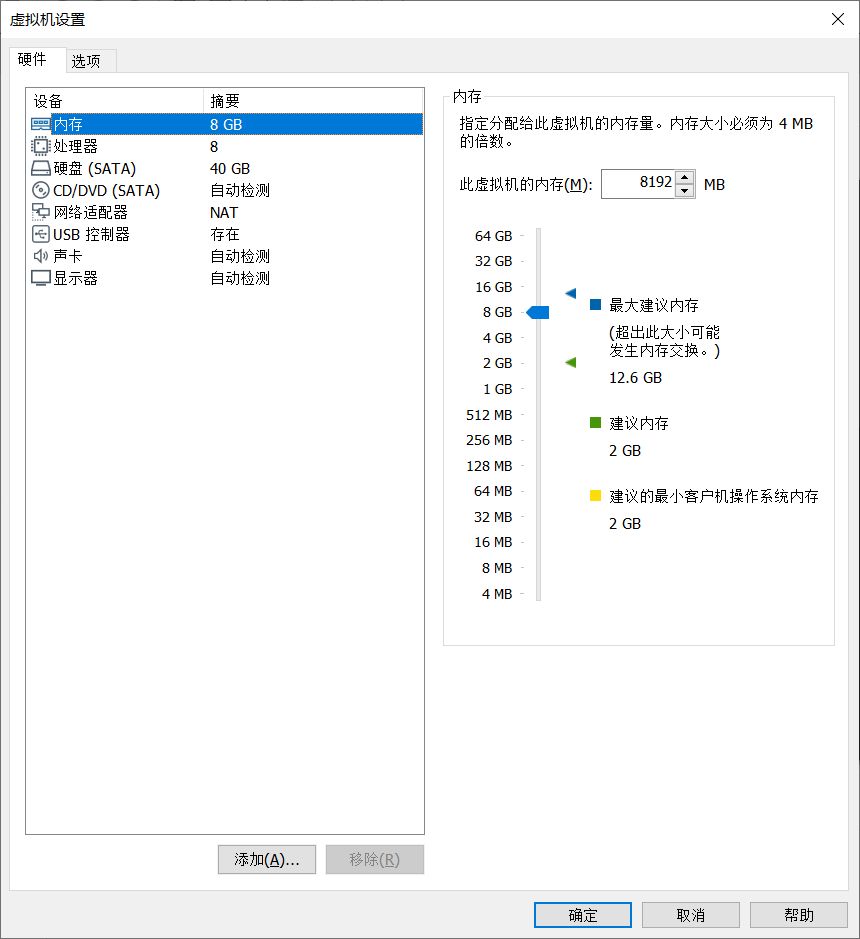 虚拟机设置
硬件 选项
设备 摘要
内存 8 GB
处理器 8
硬盘 (SATA) 40 GB
CD/DVD (SATA) 自动检测
网络适配器 NAT
USB 控制器 存在
声卡 自动检测
显示器 自动检测
添加(A)... 移除(R)
内存
指定分配给此虚拟机的内存量。内存大小必须为 4 MB
的倍数。
此虚拟机的内存(M): 8192 MB
64 GB
32 GB
16 GB
8 GB
4 GB
2 GB
1 GB
512 MB
256 MB
128 MB
64 MB
32 MB
16 MB
8 MB
4 MB
最大建议内存
(超出此大小可能
发生内存交换。)
12.6 GB
建议内存
2 GB
建议的最小客户机操作系统内存
2 GB
确定 取消 帮助